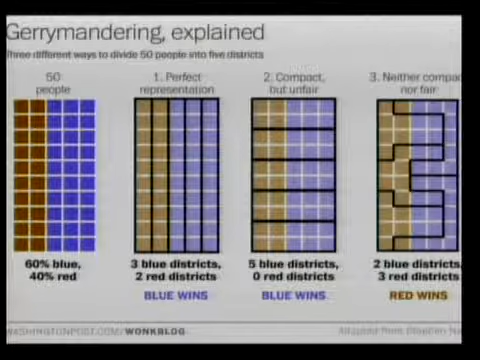 Gerrymandering, explained
Three different ways to divide 50 people into five districts
50
people
1. Perfect
representation
2. Compact,
but unfair
3. Neither compac
nor fair
60% blue,
40% red
3 blue districts,
2 red districts
5 blue districts,
0 red districts
2 blue districts,
3 red districts
BLUE WINS
BLUE WINS
RED WINS
WASHINGTONPOST.COM/WONKBLOG
Adapted from Stephen